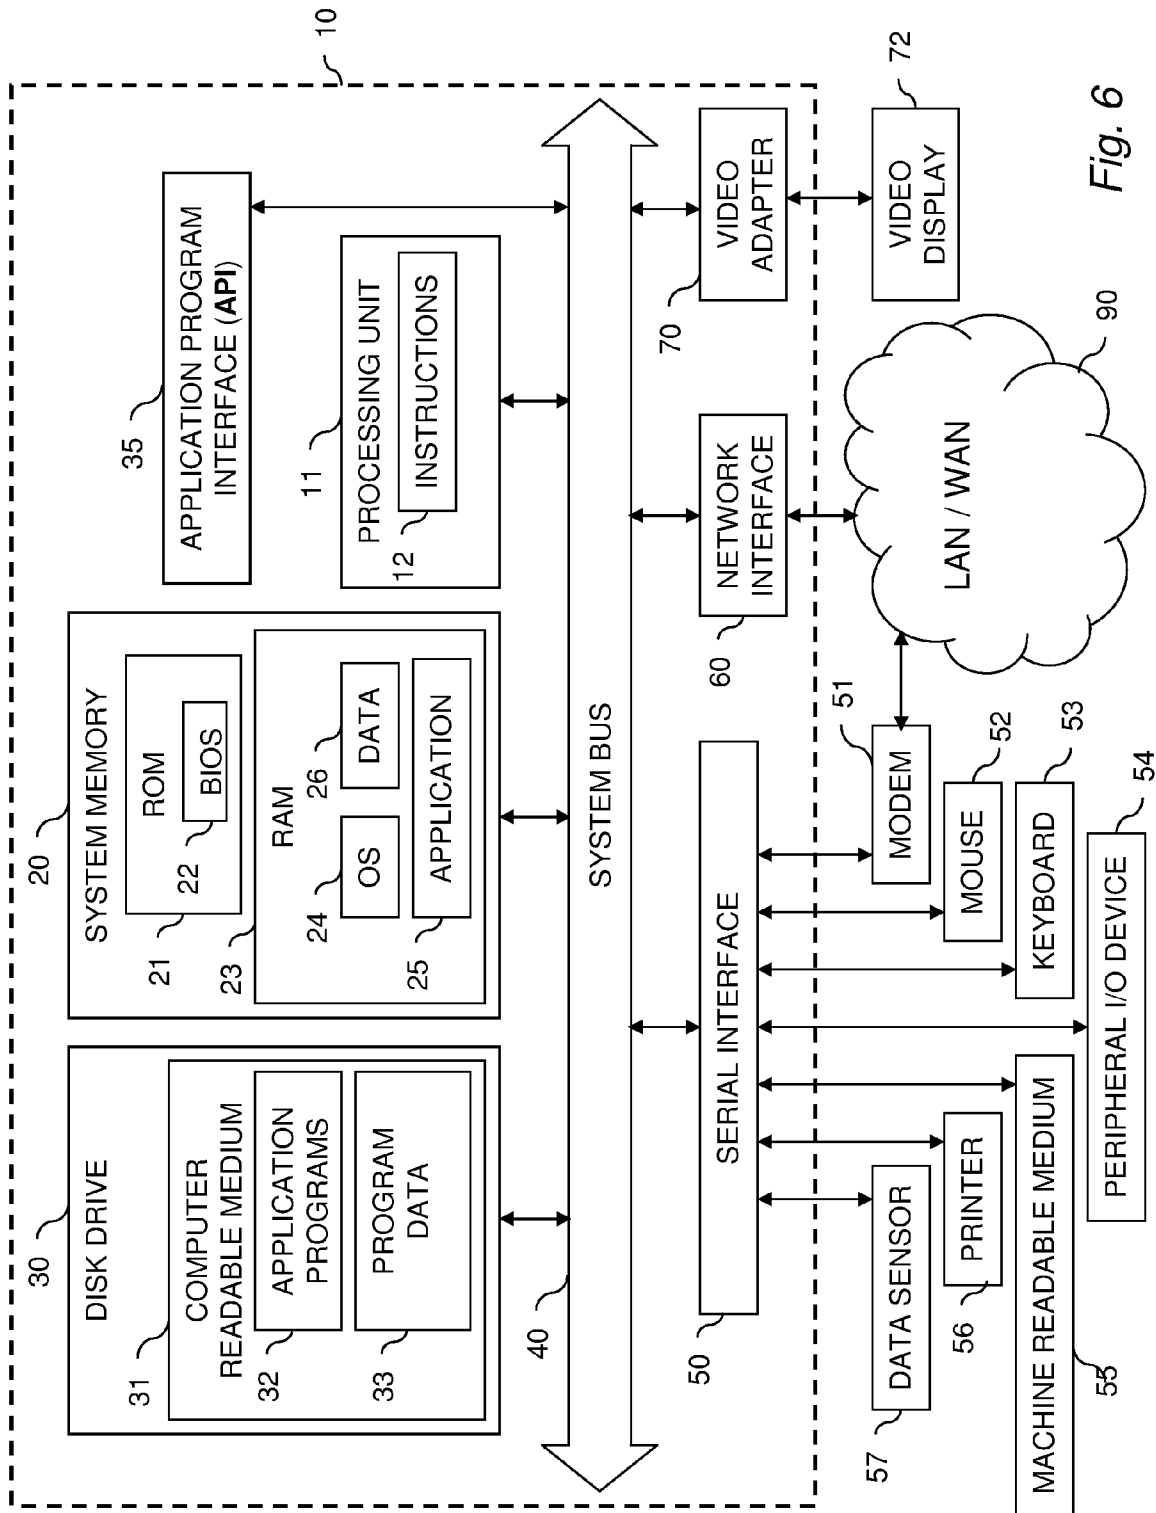 10
30
DISK DRIVE
31
COMPUTER
READABLE MEDIUM
32
APPLICATION
PROGRAMS
33
PROGRAM
DATA
20
SYSTEM MEMORY
21
ROM
22
BIOS
23
RAM
24
OS
26
DATA
25
APPLICATION
35
APPLICATION PROGRAM
INTERFACE (API)
11
PROCESSING UNIT
12
INSTRUCTIONS
40
SYSTEM BUS
50
SERIAL INTERFACE
60
NETWORK
INTERFACE
70
VIDEO
ADAPTER
57
DATA SENSOR
56
PRINTER
55
MACHINE READABLE MEDIUM
54
PERIPHERAL I/O DEVICE
53
KEYBOARD
52
MOUSE
51
MODEM
LAN / WAN
90
72
VIDEO
DISPLAY
Fig. 6